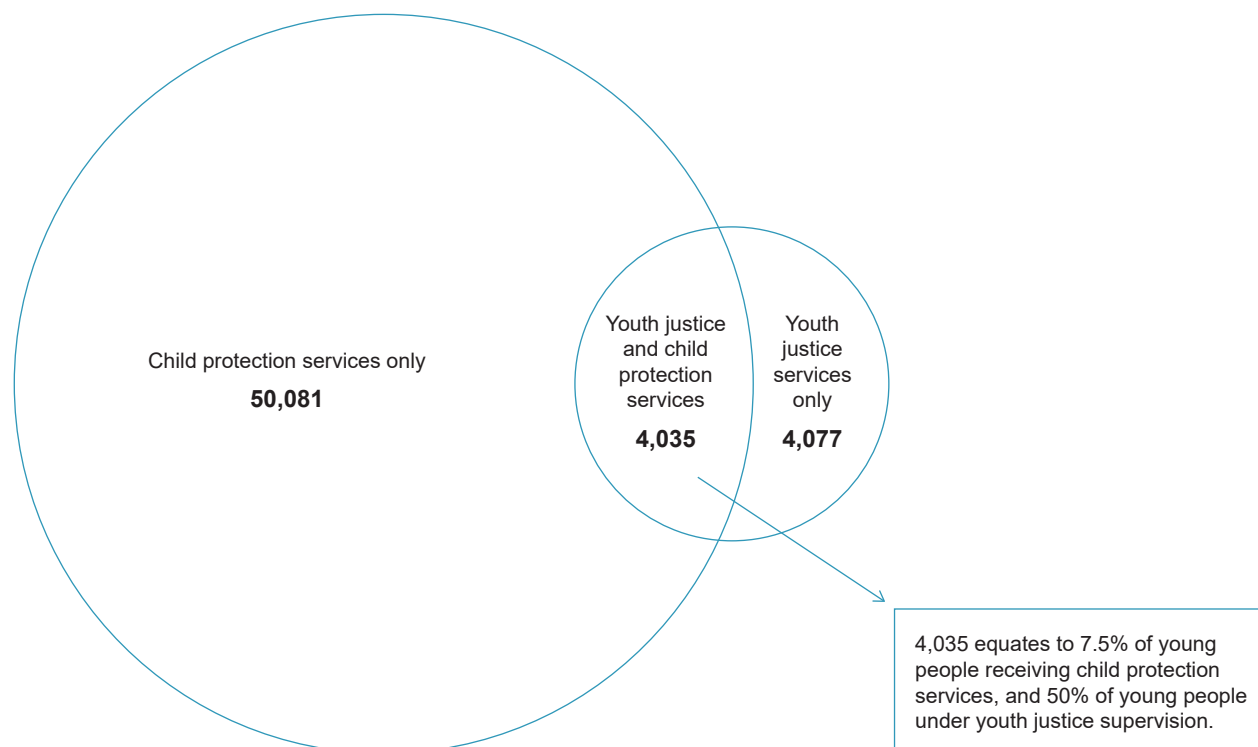 Child protection services only
50,081
Youth justice
and child
protection
services
4,035
Youth
justice
services
only
4,077
4,035 equates to 7.5% of young
people receiving child protection
services, and 50% of young people
under youth justice supervision.